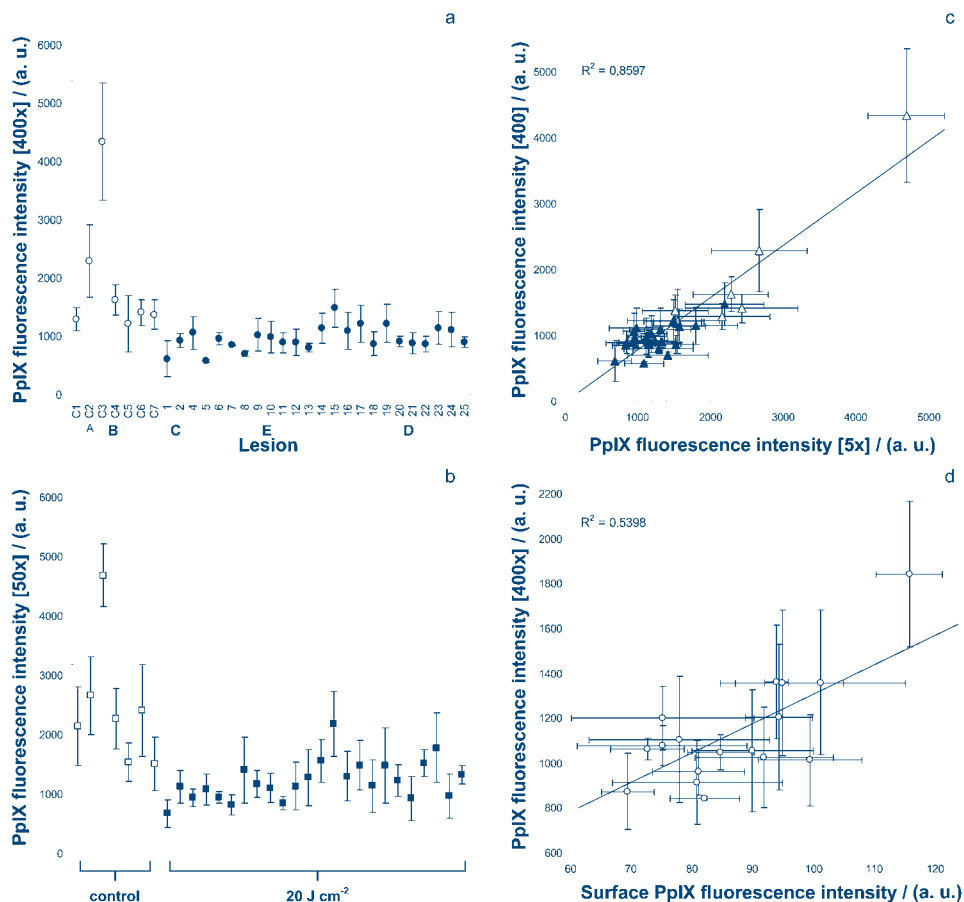 a
PpIX fluorescence intensity [400x] / (a. u.)
6000
5000
4000
3000
2000
1000
0
C1 C2 C3 C4 C5 C6 C7 1 2 4 5 6 7 8 9 10 11 12 13 14 15 16 17 18 19 20 21 22 23 24 25
A B C E D
Lesion
c
PpIX fluorescence intensity [400] / (a. u.)
R² = 0,8597
5000
4000
3000
2000
1000
0
0 1000 2000 3000 4000 5000
PpIX fluorescence intensity [5x] / (a. u.)
b
PpIX fluorescence intensity [50x] / (a. u.)
6000
5000
4000
3000
2000
1000
0
control 20 J cm⁻²
d
PpIX fluorescence intensity [400x] / (a. u.)
R² = 0.5398
2200
2000
1800
1600
1400
1200
1000
800
600
60 70 80 90 100 110 120
Surface PpIX fluorescence intensity / (a. u.)